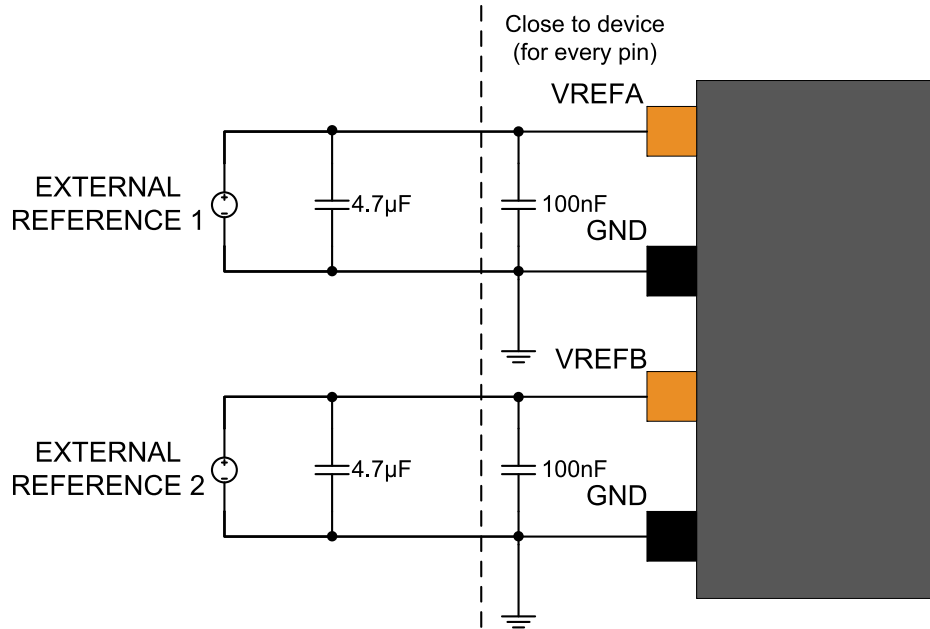 Close to device
(for every pin)
VREFA
EXTERNAL
REFERENCE 1
4.7µF
100nF
GND
VREFB
EXTERNAL
REFERENCE 2
4.7µF
100nF
GND